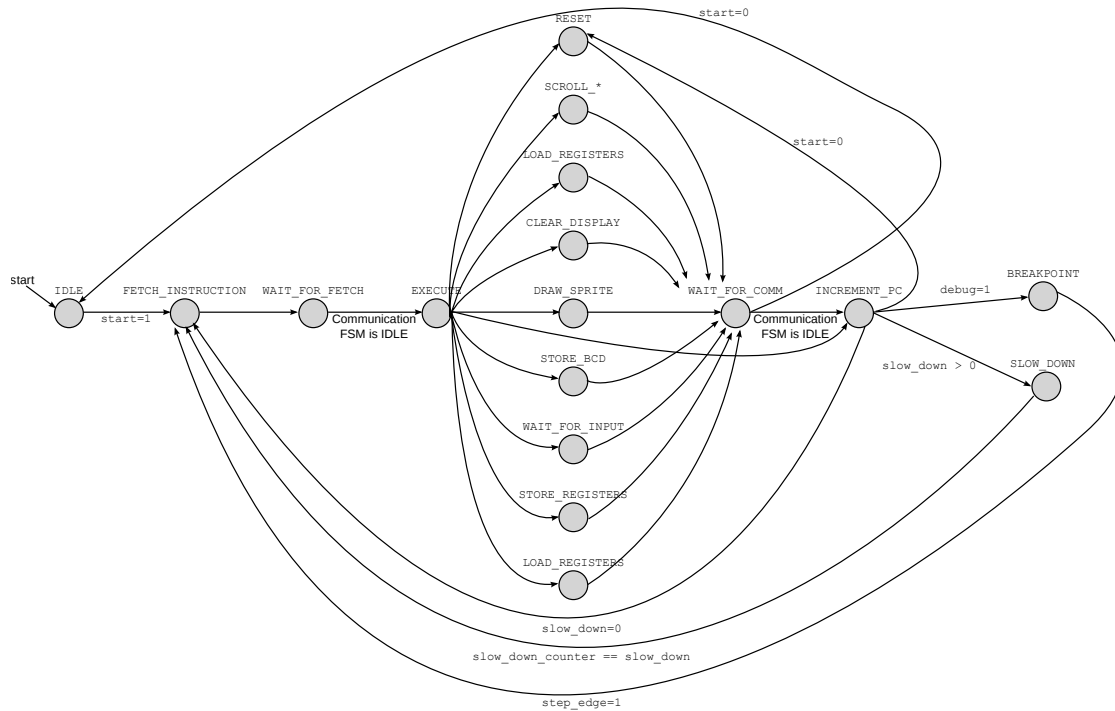 start=0
RESET
SCROLL_*
start=0
LOAD_REGISTERS
CLEAR_DISPLAY
start
IDLE
FETCH_INSTRUCTION
WAIT_FOR_FETCH
EXECUTE
DRAW_SPRITE
WAIT_FOR_COMM
INCREMENT_PC
BREAKPOINT
debug=1
start=1
Communication
FSM is IDLE
Communication
FSM is IDLE
STORE_BCD
slow_down > 0
SLOW_DOWN
WAIT_FOR_INPUT
STORE_REGISTERS
LOAD_REGISTERS
slow_down=0
slow_down_counter == slow_down
step_edge=1